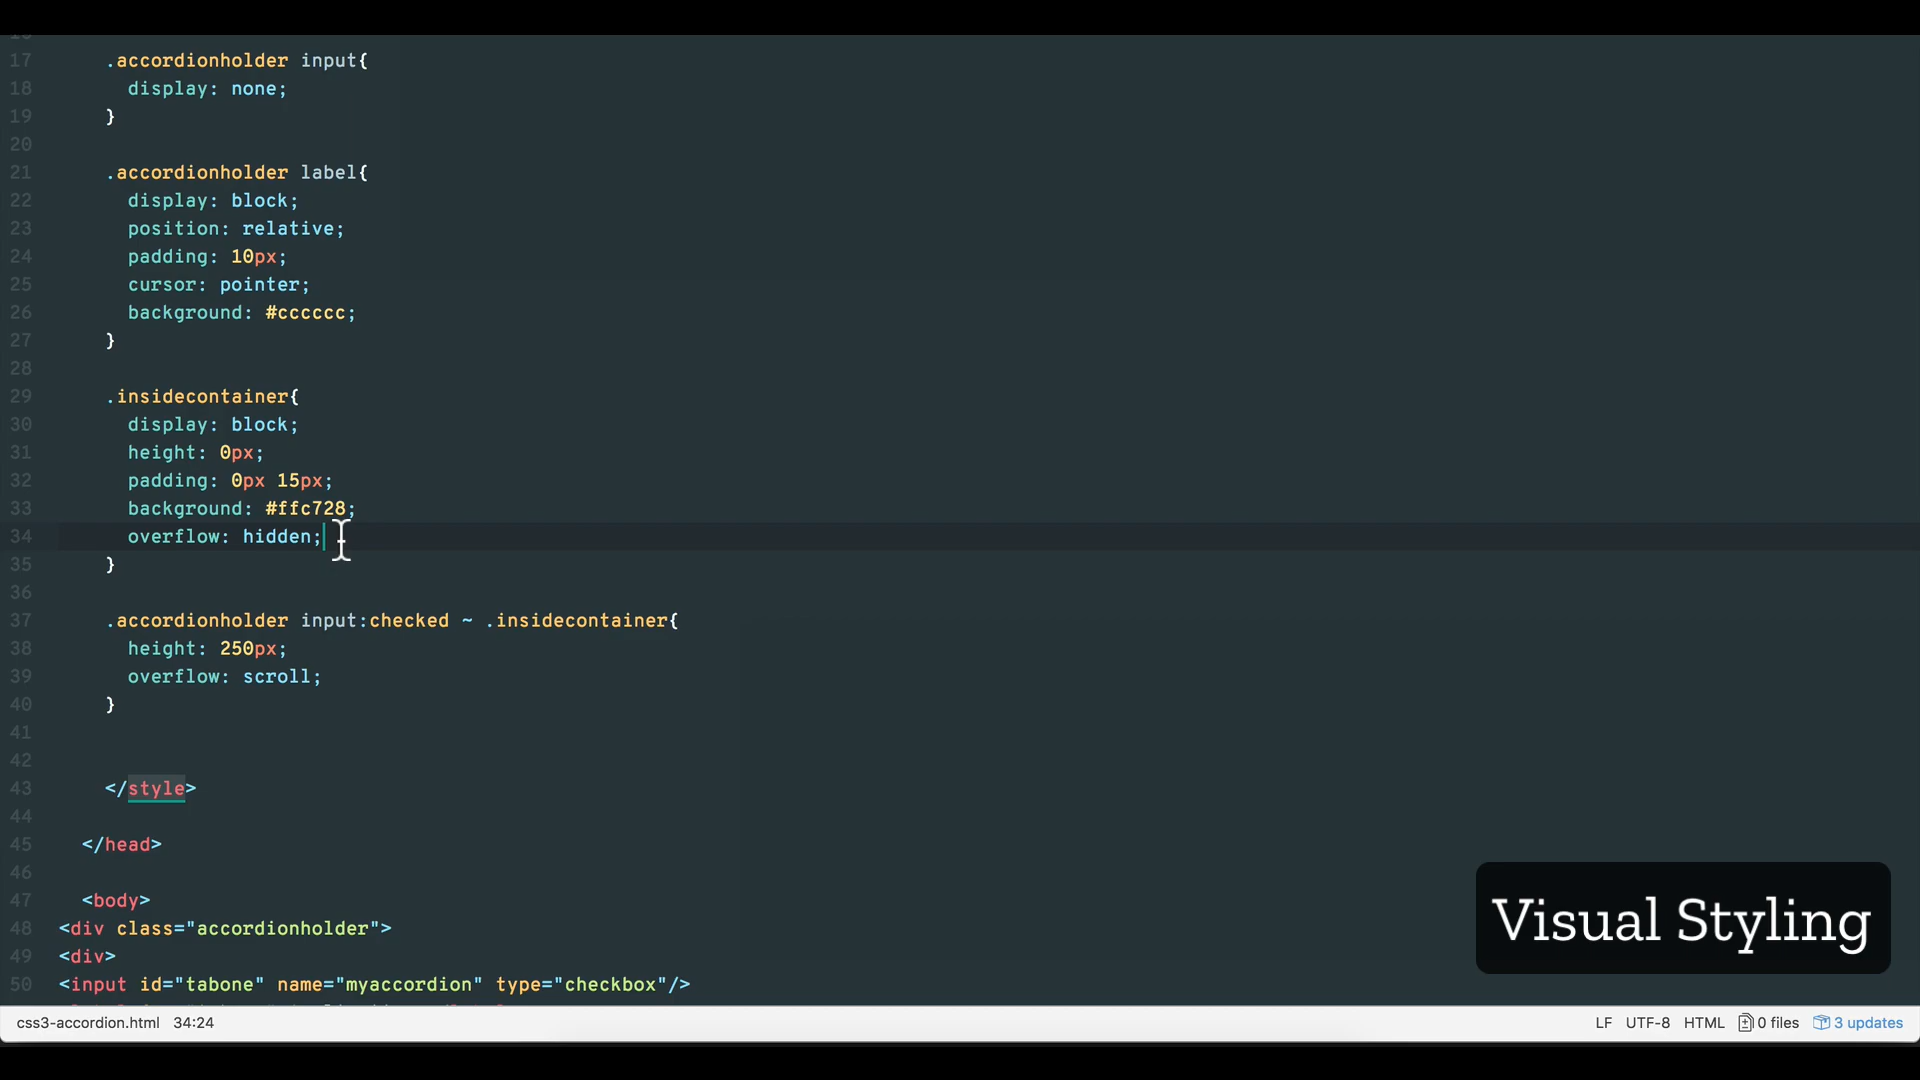 17 .accordionholder input{
18 display: none;
19 }
20
21 .accordionholder label{
22 display: block;
23 position: relative;
24 padding: 10px;
25 cursor: pointer;
26 background: #cccccc;
27 }
28
29 .insidecontainer{
30 display: block;
31 height: 0px;
32 padding: 0px 15px;
33 background: #ffc728;
34 overflow: hidden;
35 }
36
37 .accordionholder input:checked ~ .insidecontainer{
38 height: 250px;
39 overflow: scroll;
40 }
41
42
43 </style>
44
45 </head>
46
47 <body>
48 <div class="accordionholder">
49 <div>
50 <input id="tabone" name="myaccordion" type="checkbox"/>
Visual Styling
css3-accordion.html 34:24 LF UTF-8 HTML 0 files 3 updates